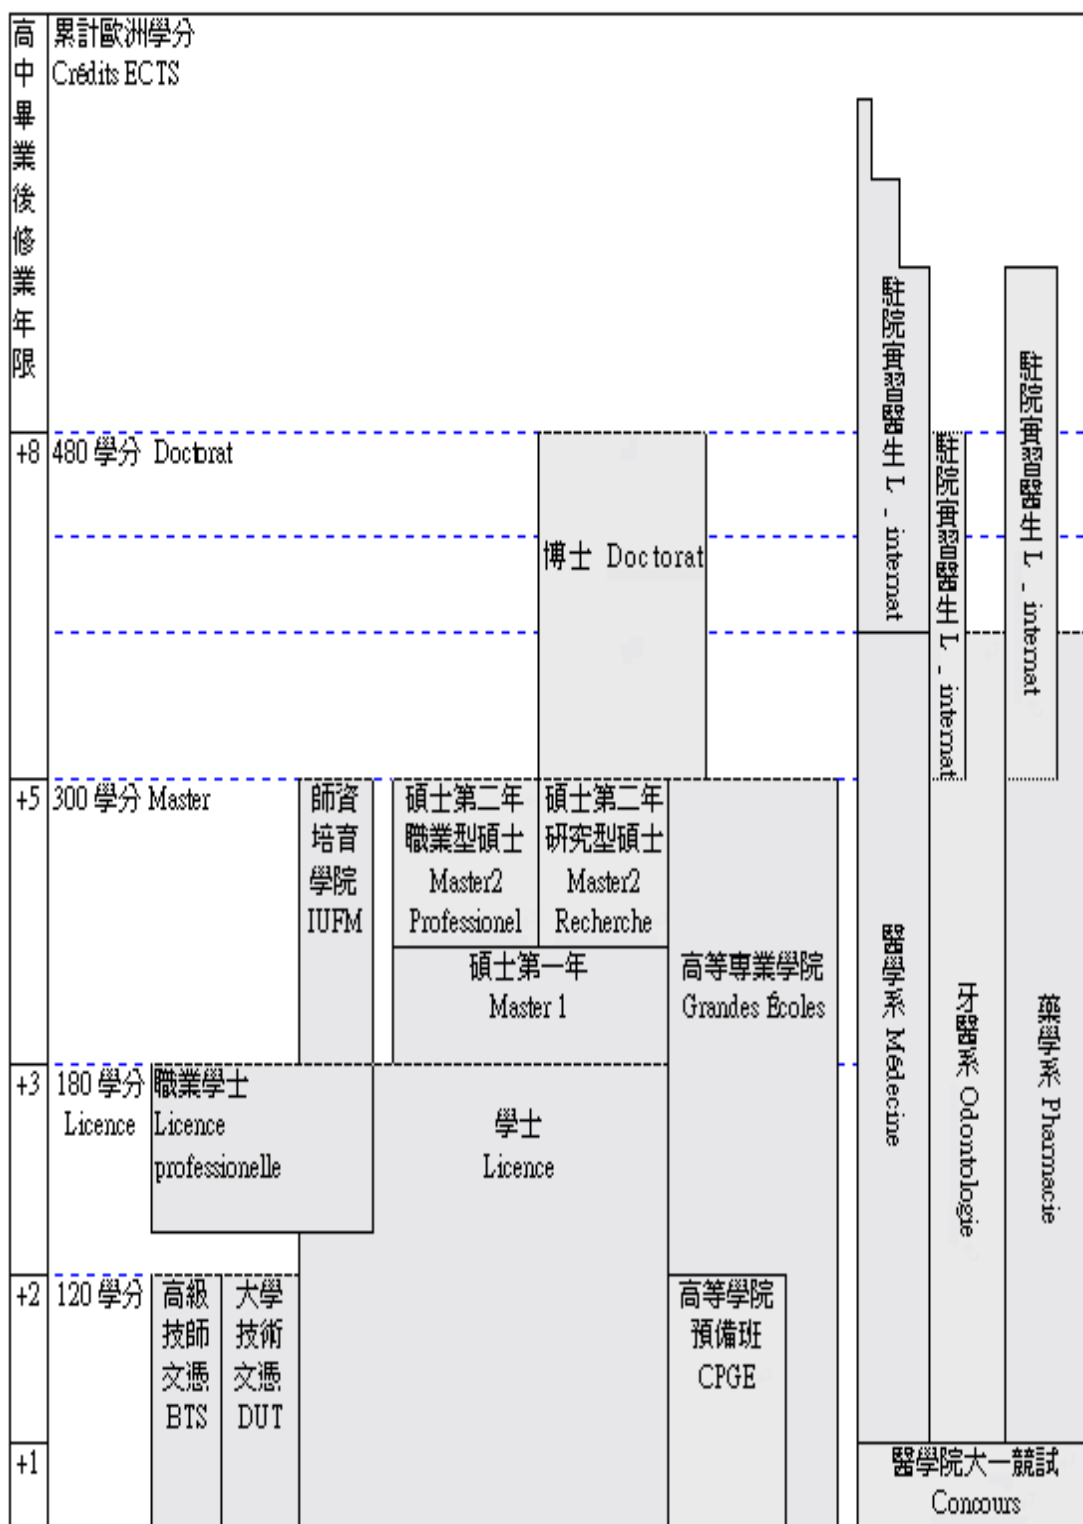 高中畢業後修業年限
累計歐洲學分
Crédits ECTS
+8
480 學分 Doctorat
博士 Doctorat
駐院實習醫生 L _ internat
駐院實習醫生 L _ internat
駐院實習醫生 L _ internat
+5
300 學分 Master
師資
培育
學院
IUFM
碩士第二年
職業型碩士
Master2
Professionel
碩士第二年
研究型碩士
Master2
Recherche
碩士第一年
Master 1
高等專業學院
Grandes Écoles
醫學系 Médecine
牙醫系 Odontologie
藥學系 Pharmacie
+3
180 學分
Licence
職業學士
Licence
professionelle
學士
Licence
+2
120 學分
高級
技師
文憑
BTS
大學
技術
文憑
DUT
高等學院
預備班
CPGE
+1
醫學院大一競試
Concours